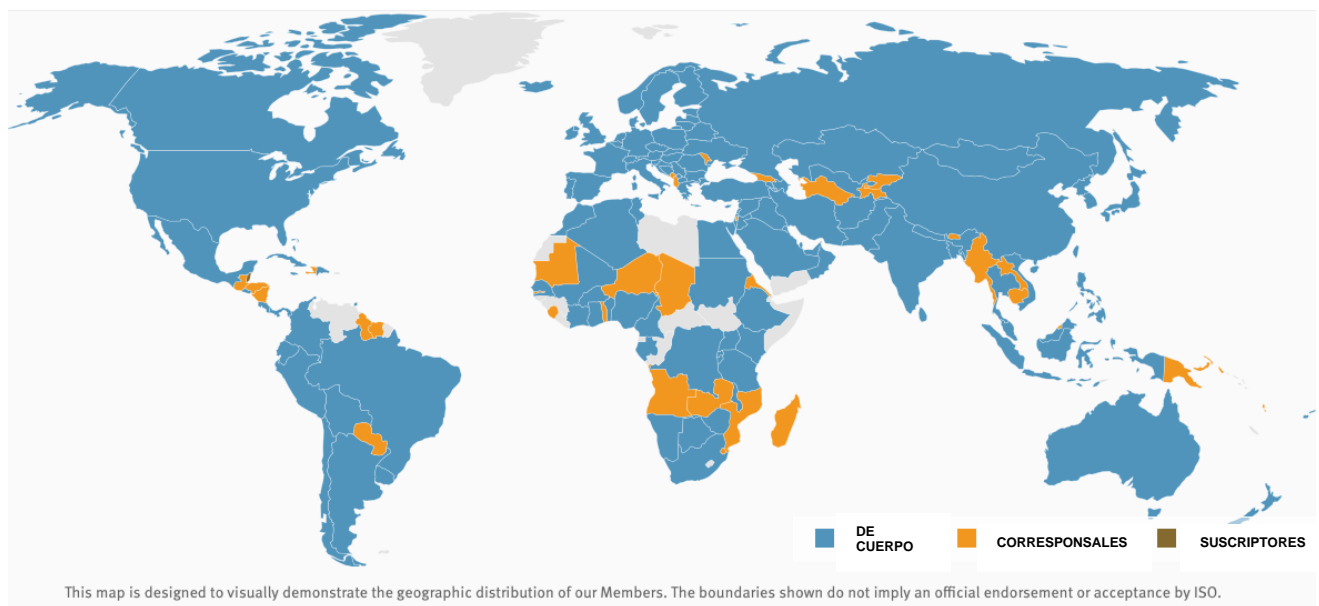 DE
CUERPO
CORRESPONSALES
SUSCRIPTORES
This map is designed to visually demonstrate the geographic distribution of our Members. The boundaries shown do not imply an official endorsement or acceptance by ISO.